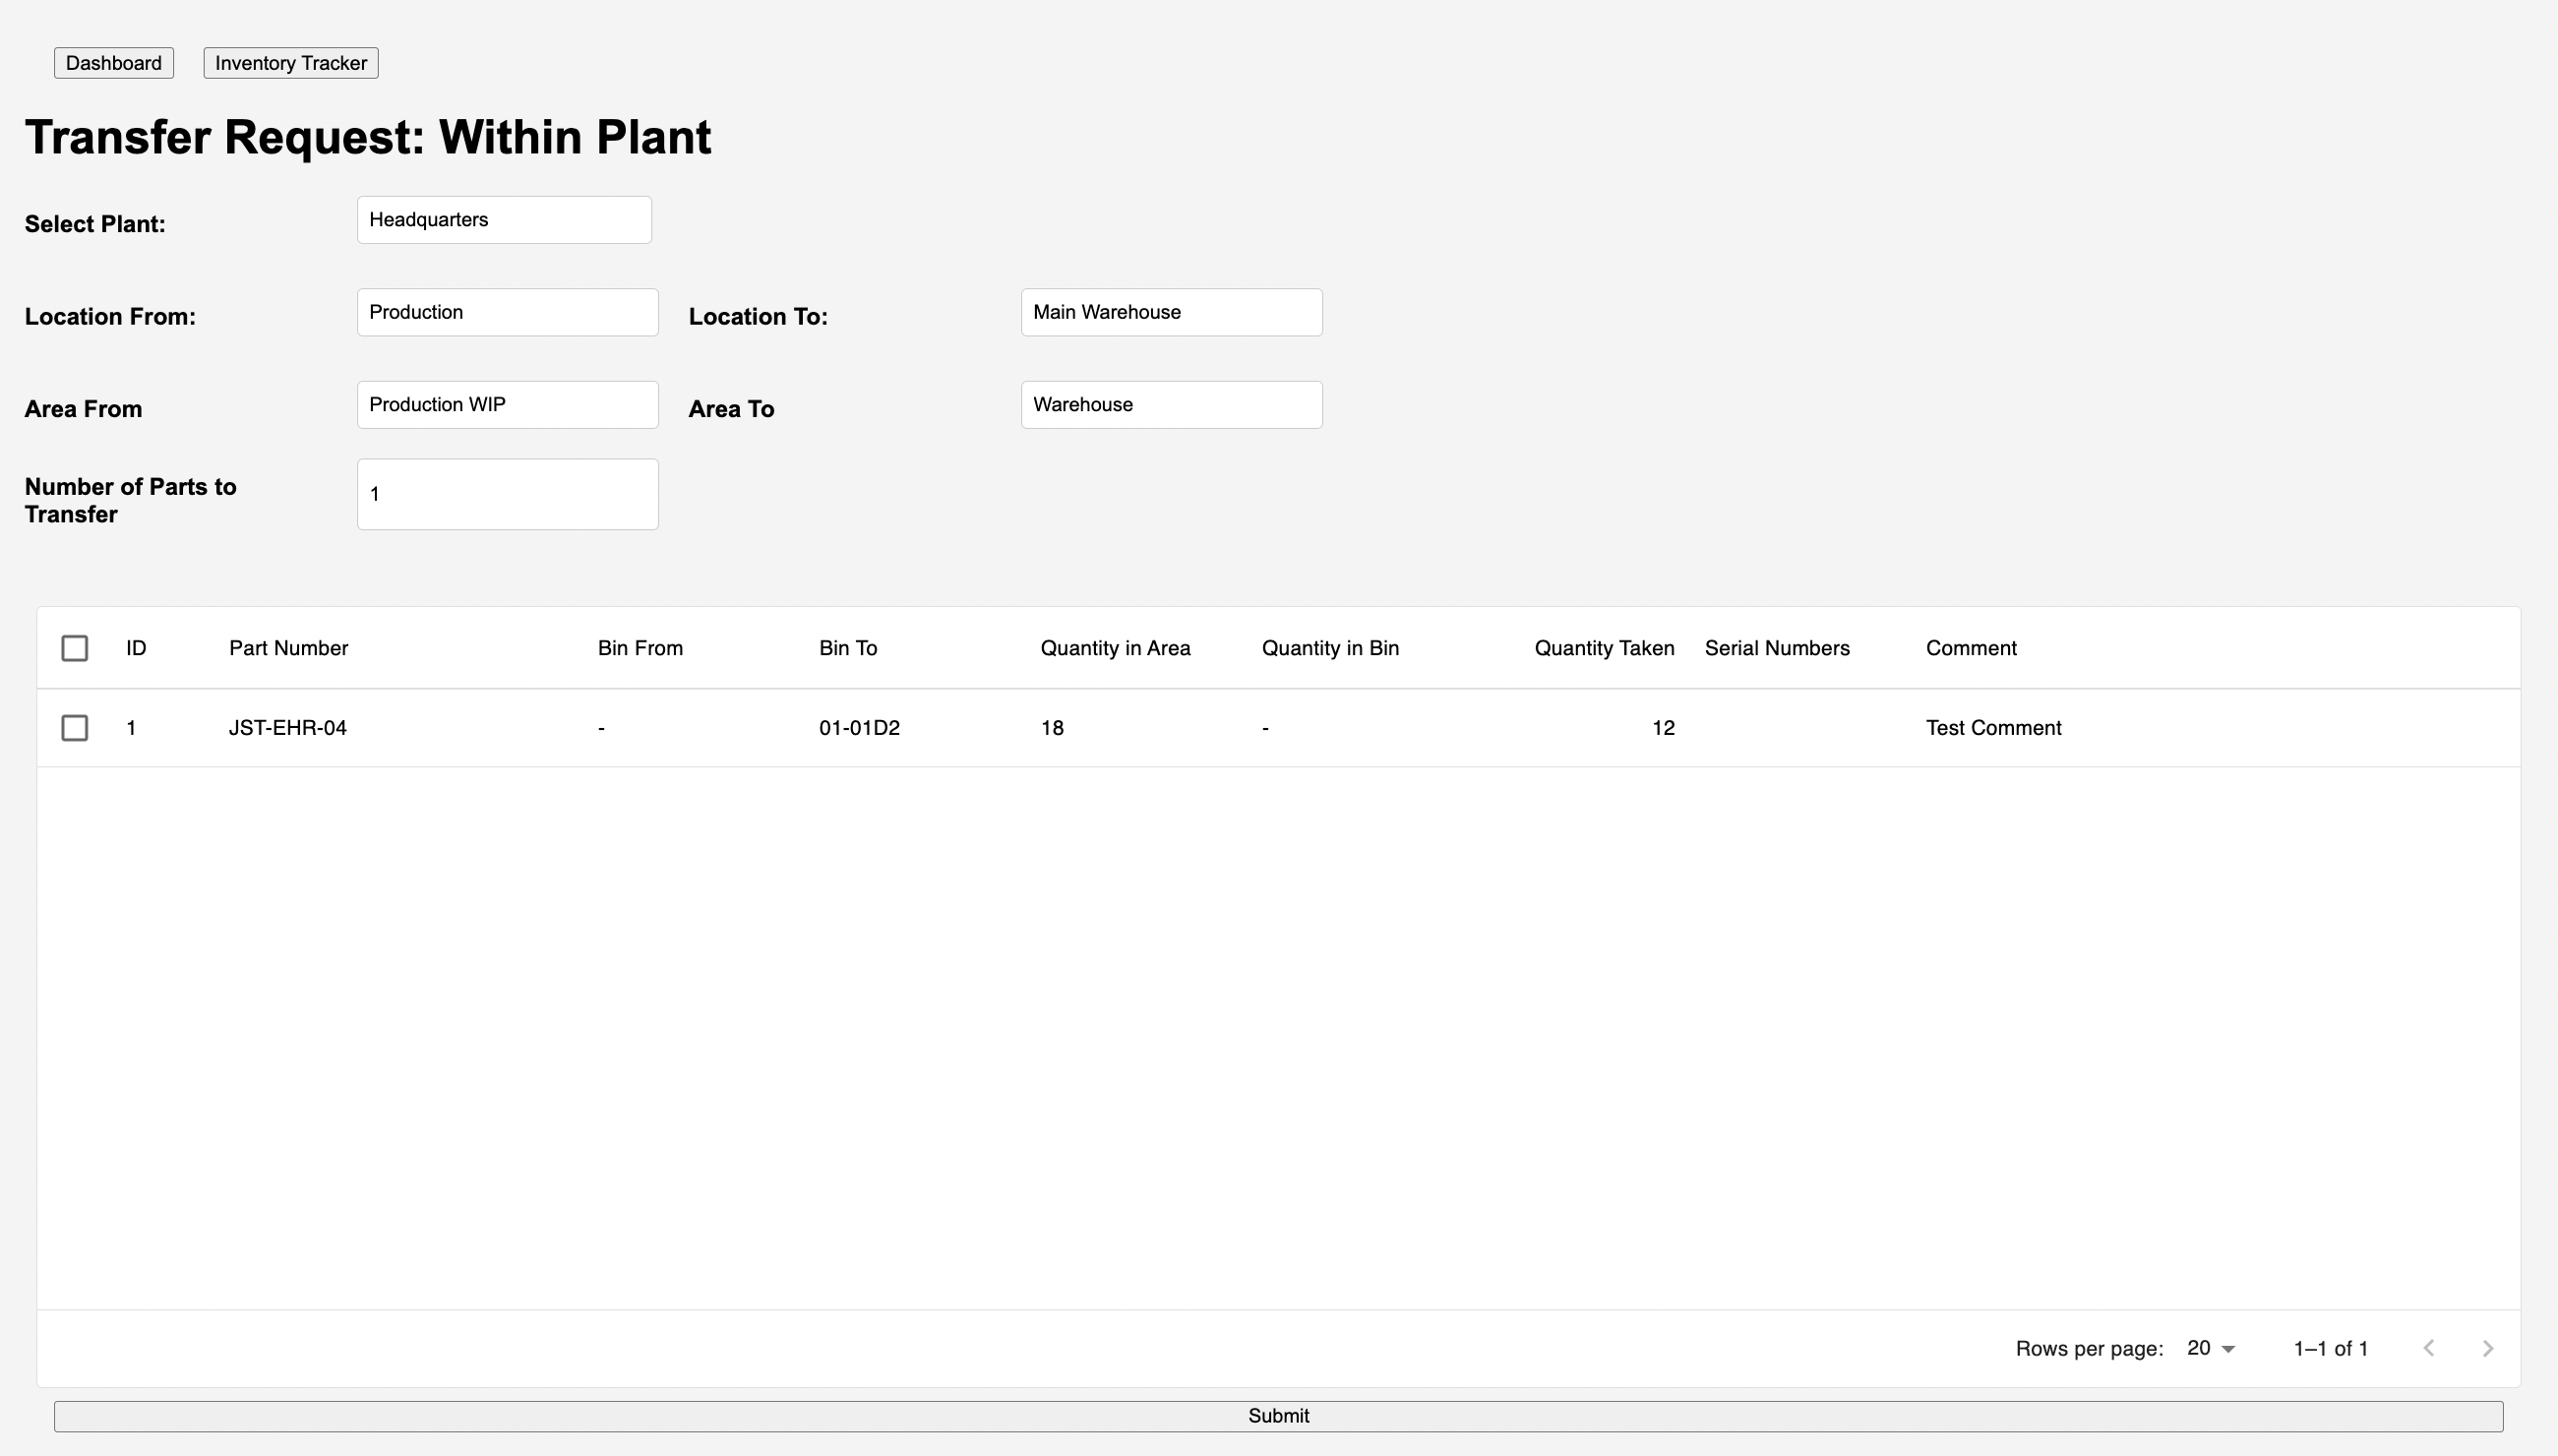 Dashboard Inventory Tracker
Transfer Request: Within Plant
Select Plant: Headquarters
Location From: Production Location To: Main Warehouse
Area From Production WIP Area To Warehouse
Number of Parts to
Transfer
1
ID Part Number Bin From Bin To Quantity in Area Quantity in Bin Quantity Taken Serial Numbers Comment
1 JST-EHR-04 - 01-01D2 18 - 12 Test Comment
Rows per page: 20 1–1 of 1
Submit